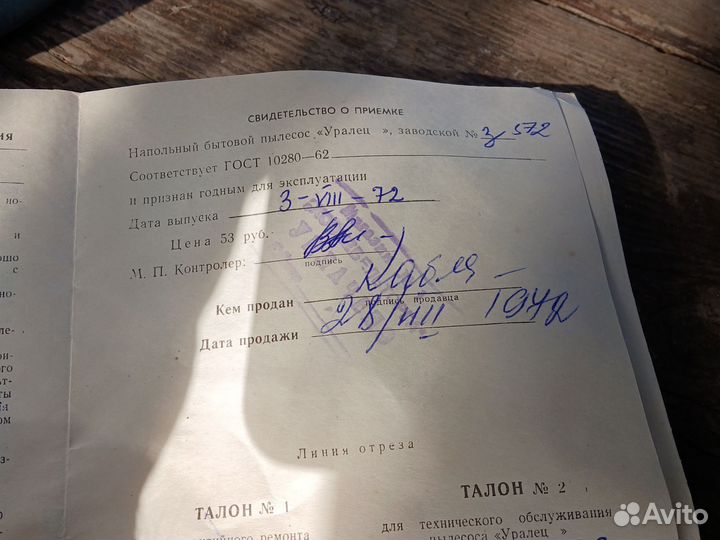 СВИДЕТЕЛЬСТВО О ПРИЕМКЕ
Напольный бытовой пылесос «Уралец », заводской № 3 572
Соответствует ГОСТ 10280—62
и признан годным для эксплуатации
Дата выпуска 3-VIII-72
Цена 53 руб.
М. П. Контролер:
подпись
Кем продан
подпись продавца
Дата продажи 28/VIII 1972
Линия отреза
ТАЛОН № 1
ТАЛОН № 2
ремонта
для технического обслуживания
пылесоса «Уралец »
Avito